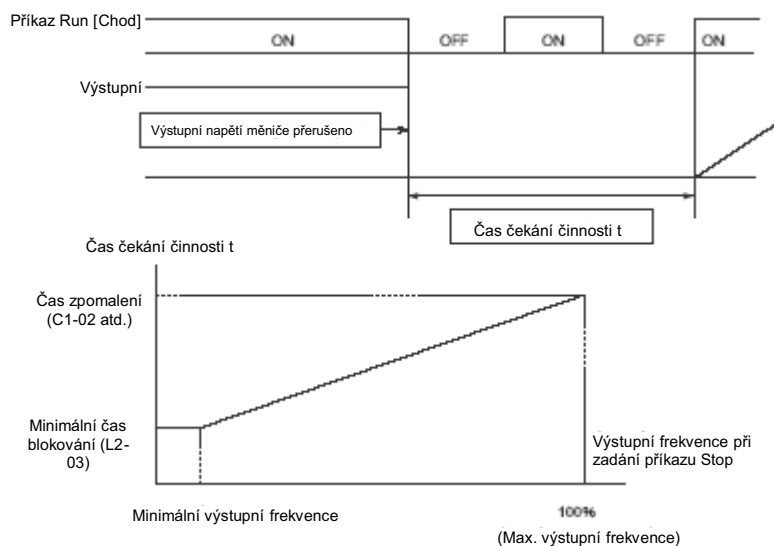 Příkaz Run [Chod]
ON
OFF
ON
OFF
ON
Výstupní
Výstupní napětí měniče přerušeno
Čas čekání činnosti t
Čas čekání činnosti t
Čas zpomalení
(C1-02 atd.)
Minimální čas
blokování (L2-
03)
Výstupní frekvence při
zadání příkazu Stop
Minimální výstupní frekvence
100%
(Max. výstupní frekvence)